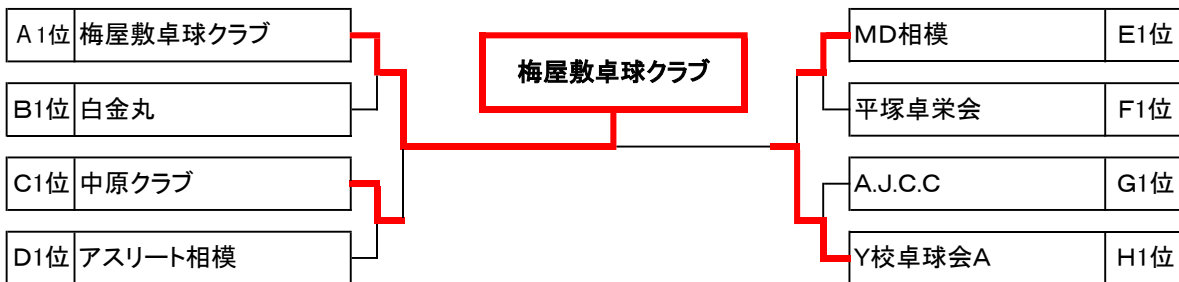 A1位 梅屋敷卓球クラブ
B1位 白金丸
C1位 中原クラブ
D1位 アスリート相模
梅屋敷卓球クラブ
MD相模 E1位
平塚卓栄会 F1位
A.J.C.C G1位
Y校卓球会A H1位